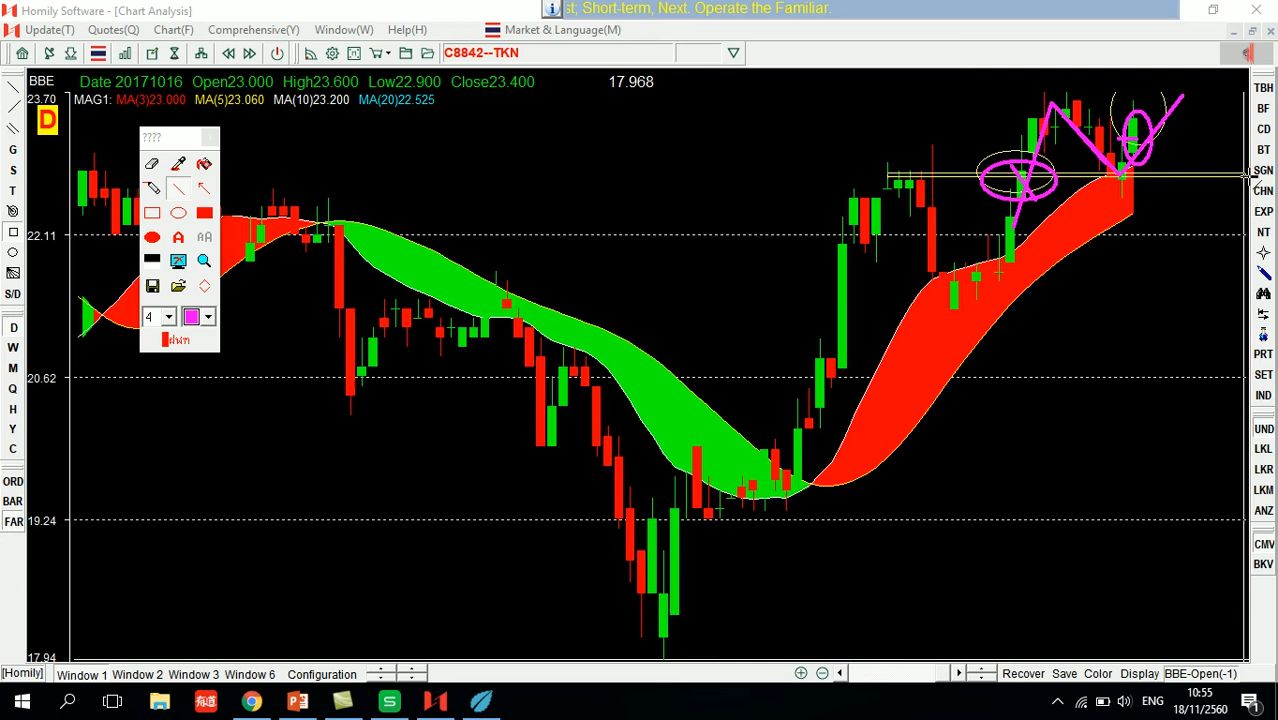 Homily Software - [Chart Analysis]
st; Short-term, Next. Operate the Familiar.
Update(T) Quotes(Q) Chart(F) Comprehensive(Y) Window(W) Help(H) Market & Language(M)
C8842--TKN
BBE Date 20171016 Open23.000 High23.600 Low22.900 Close23.400 17.968
23.70 MAG1: MA(3)23.000 MA(5)23.060 MA(10)23.200 MA(20)22.525
D
????
A AA
4
22.11
20.62
19.24
17.94
G
S
T
S/D
D
W
M
Q
H
Y
C
ORD
BAR
FAR
TBH
BF
CD
BT
SGN
CHN
EXP
NT
PRT
SET
IND
UND
LKL
LKR
LKM
ANZ
CMV
BKV
[Homily] Window 1 Window 2 Window 3 Window 6 Configuration Recover Save Color Display BBE-Open(-1)
有道 S ENG 10:55
18/11/2560